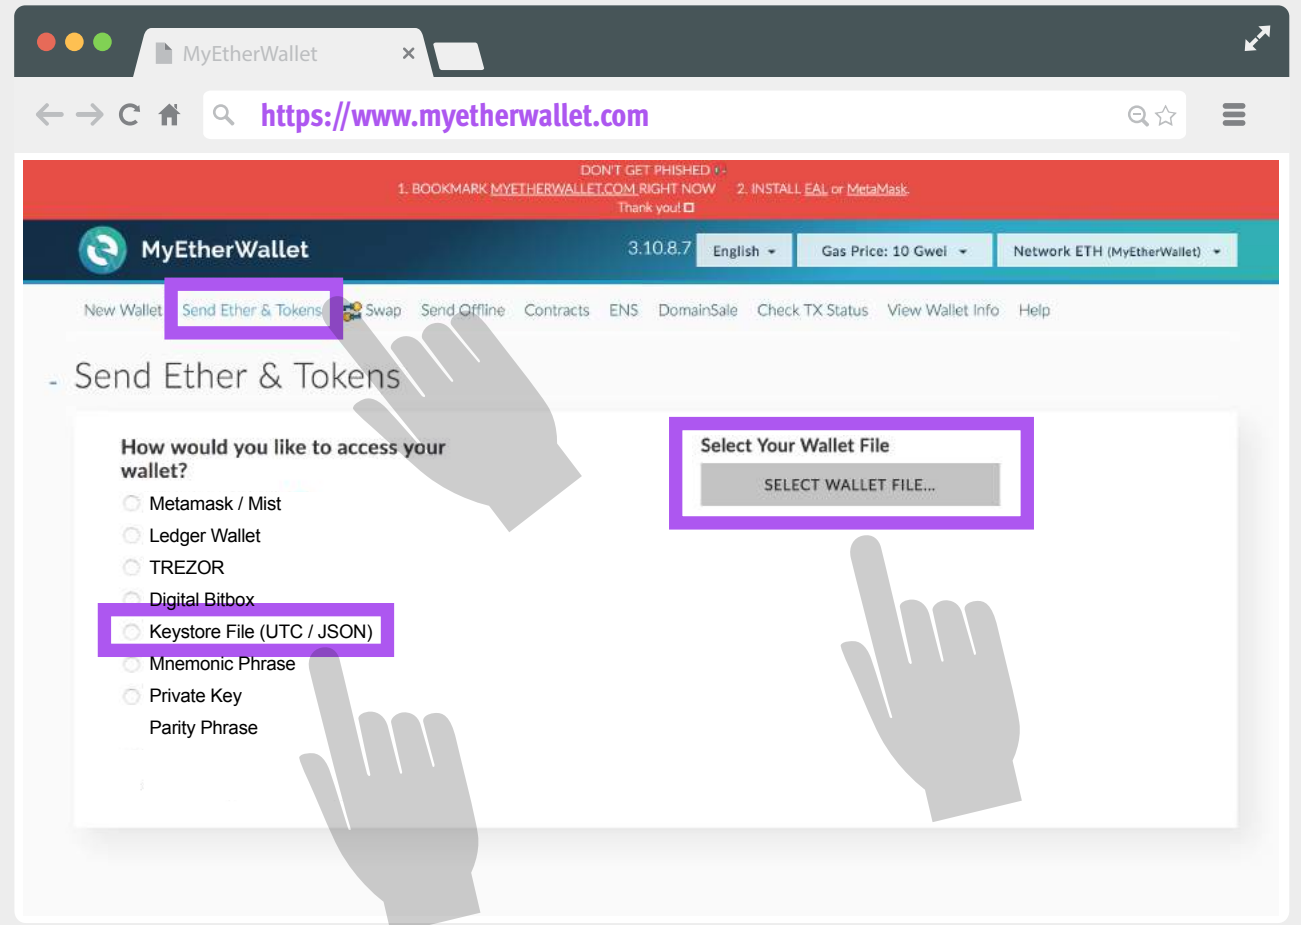 MyEtherWallet
https://www.myetherwallet.com
DON'T GET PHISHED
1. BOOKMARK MYETHERWALLET.COM RIGHT NOW 2. INSTALL EAL or MetaMask.
Thank you!
MyEtherWallet 3.10.8.7 English Gas Price: 10 Gwei Network ETH (MyEtherWallet)
New Wallet Send Ether & Tokens Swap Send Offline Contracts ENS DomainSale Check TX Status View Wallet Info Help
- Send Ether & Tokens
How would you like to access your
wallet?
Metamask / Mist
Ledger Wallet
TREZOR
Digital Bitbox
Keystore File (UTC / JSON)
Mnemonic Phrase
Private Key
Parity Phrase
Select Your Wallet File
SELECT WALLET FILE...